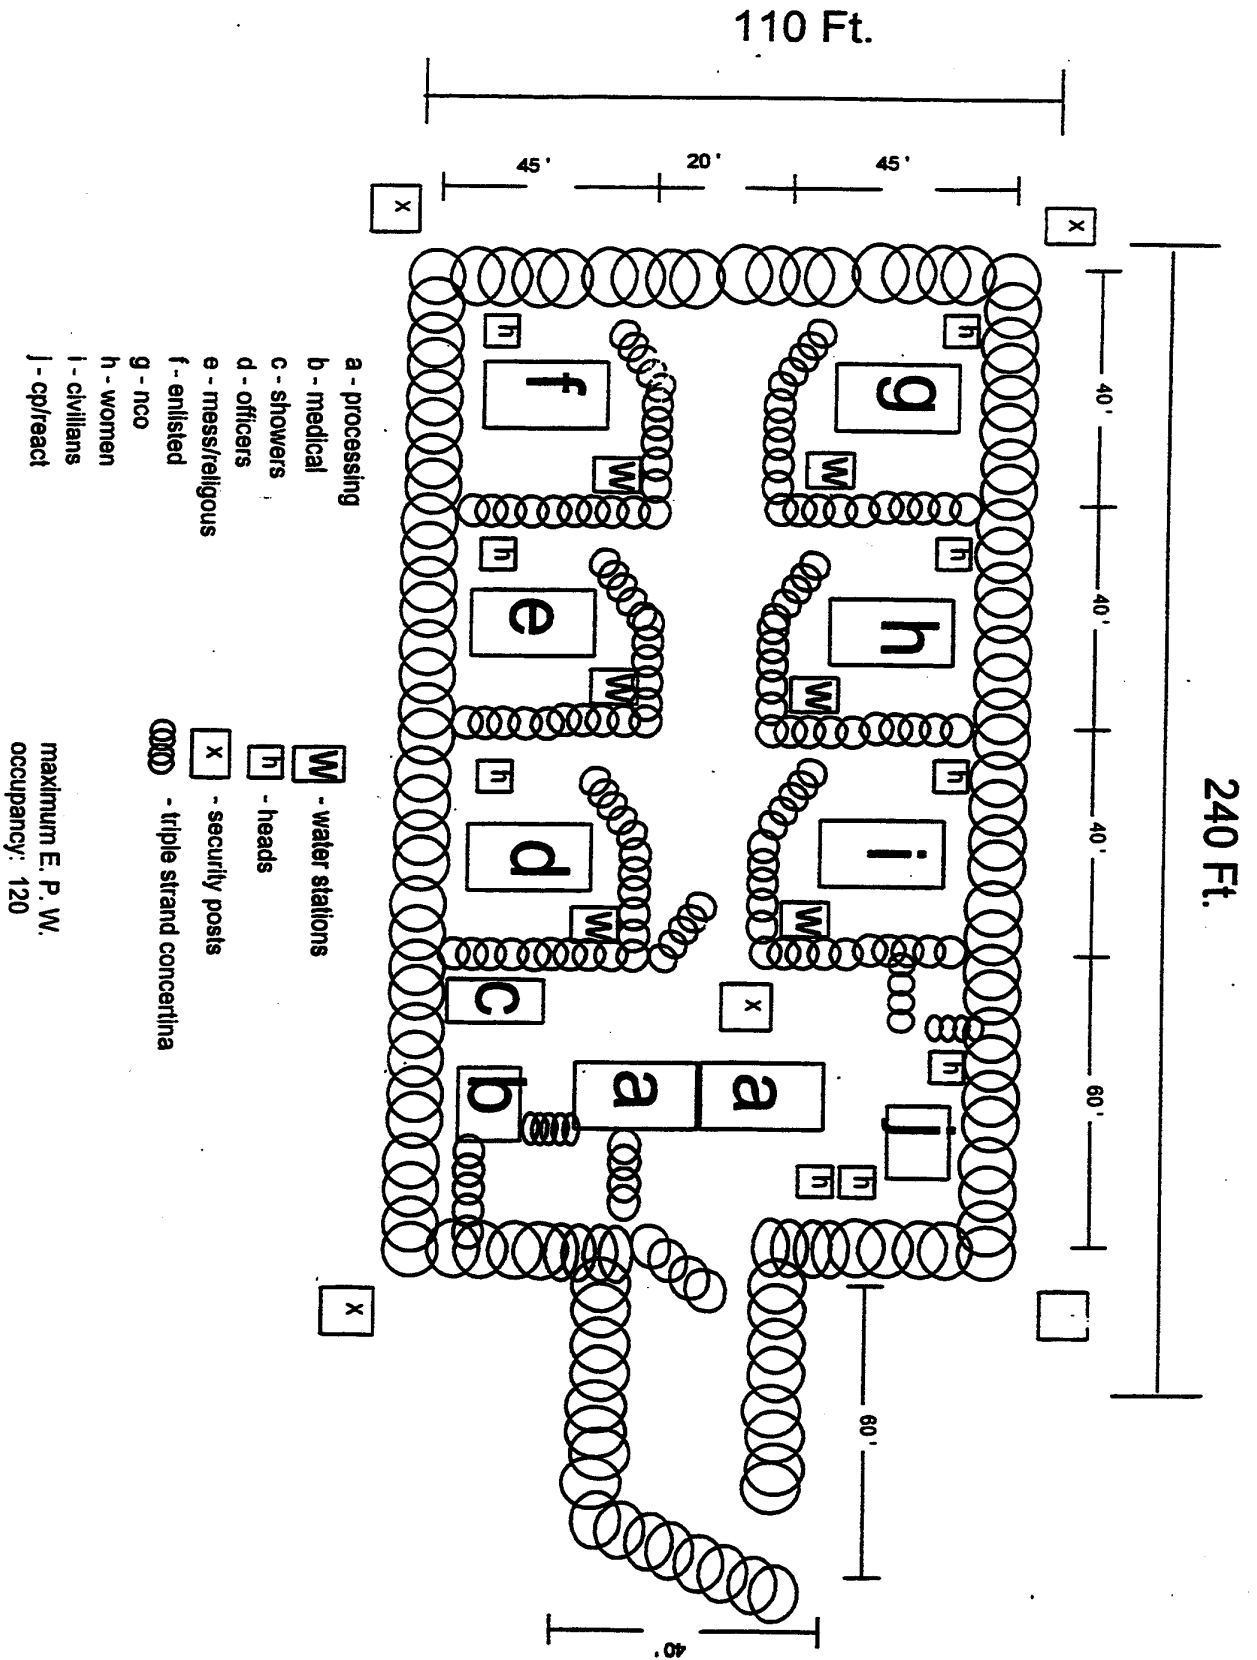 110 Ft.
240 Ft.
45'
20'
45'
40'
40'
40'
60'
60'
40'
x
x
h
f
W
h
g
W
h
e
W
h
h
W
h
d
W
h
i
W
c
x
b
a
a
h
j
h
h
x
a - processing
b - medical
c - showers
d - officers
e - mess/religous
f - enlisted
g - nco
h - women
i - civilians
j - cp/react
W - water stations
h - heads
x - security posts
- triple strand concertina
maximum E. P. W.
occupancy: 120